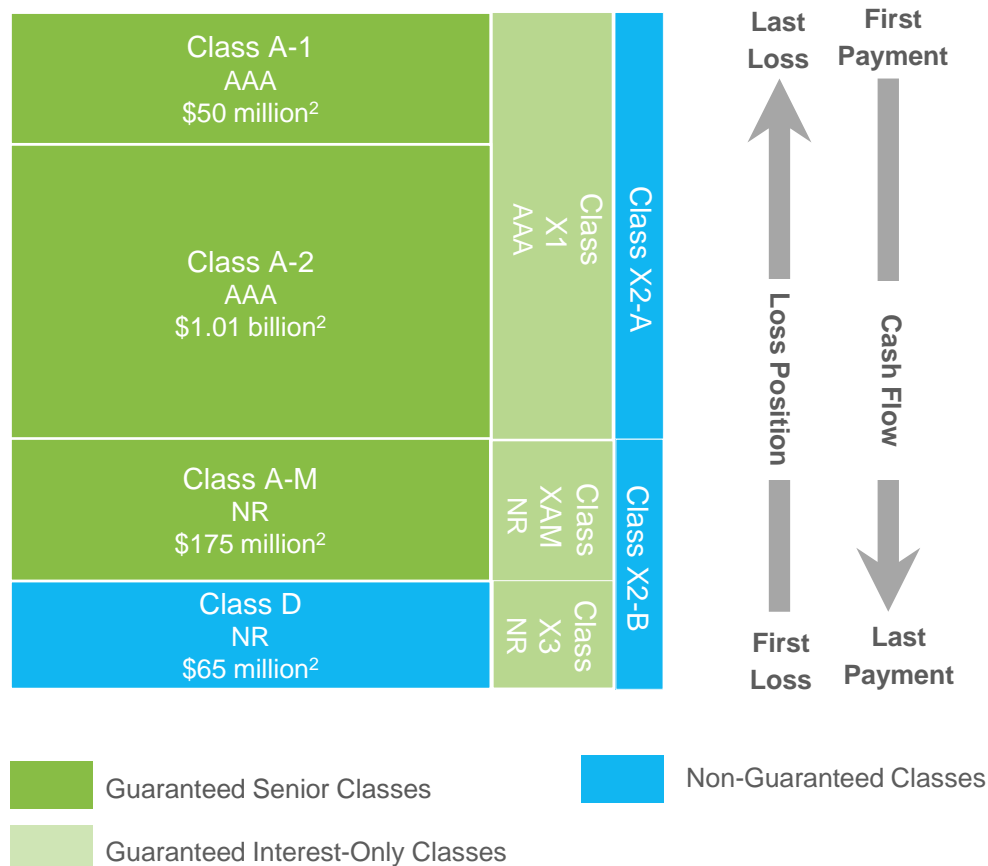 Class A-1
AAA
$50 million²
Class A-2
AAA
$1.01 billion²
Class A-M
NR
$175 million²
Class D
NR
$65 million²
Class
X1
AAA
Class
XAM
NR
Class
X3
NR
Class X2-A
Class X2-B
Last
Loss
Loss Position
First
Loss
First
Payment
Cash Flow
Last
Payment
Guaranteed Senior Classes
Non-Guaranteed Classes
Guaranteed Interest-Only Classes